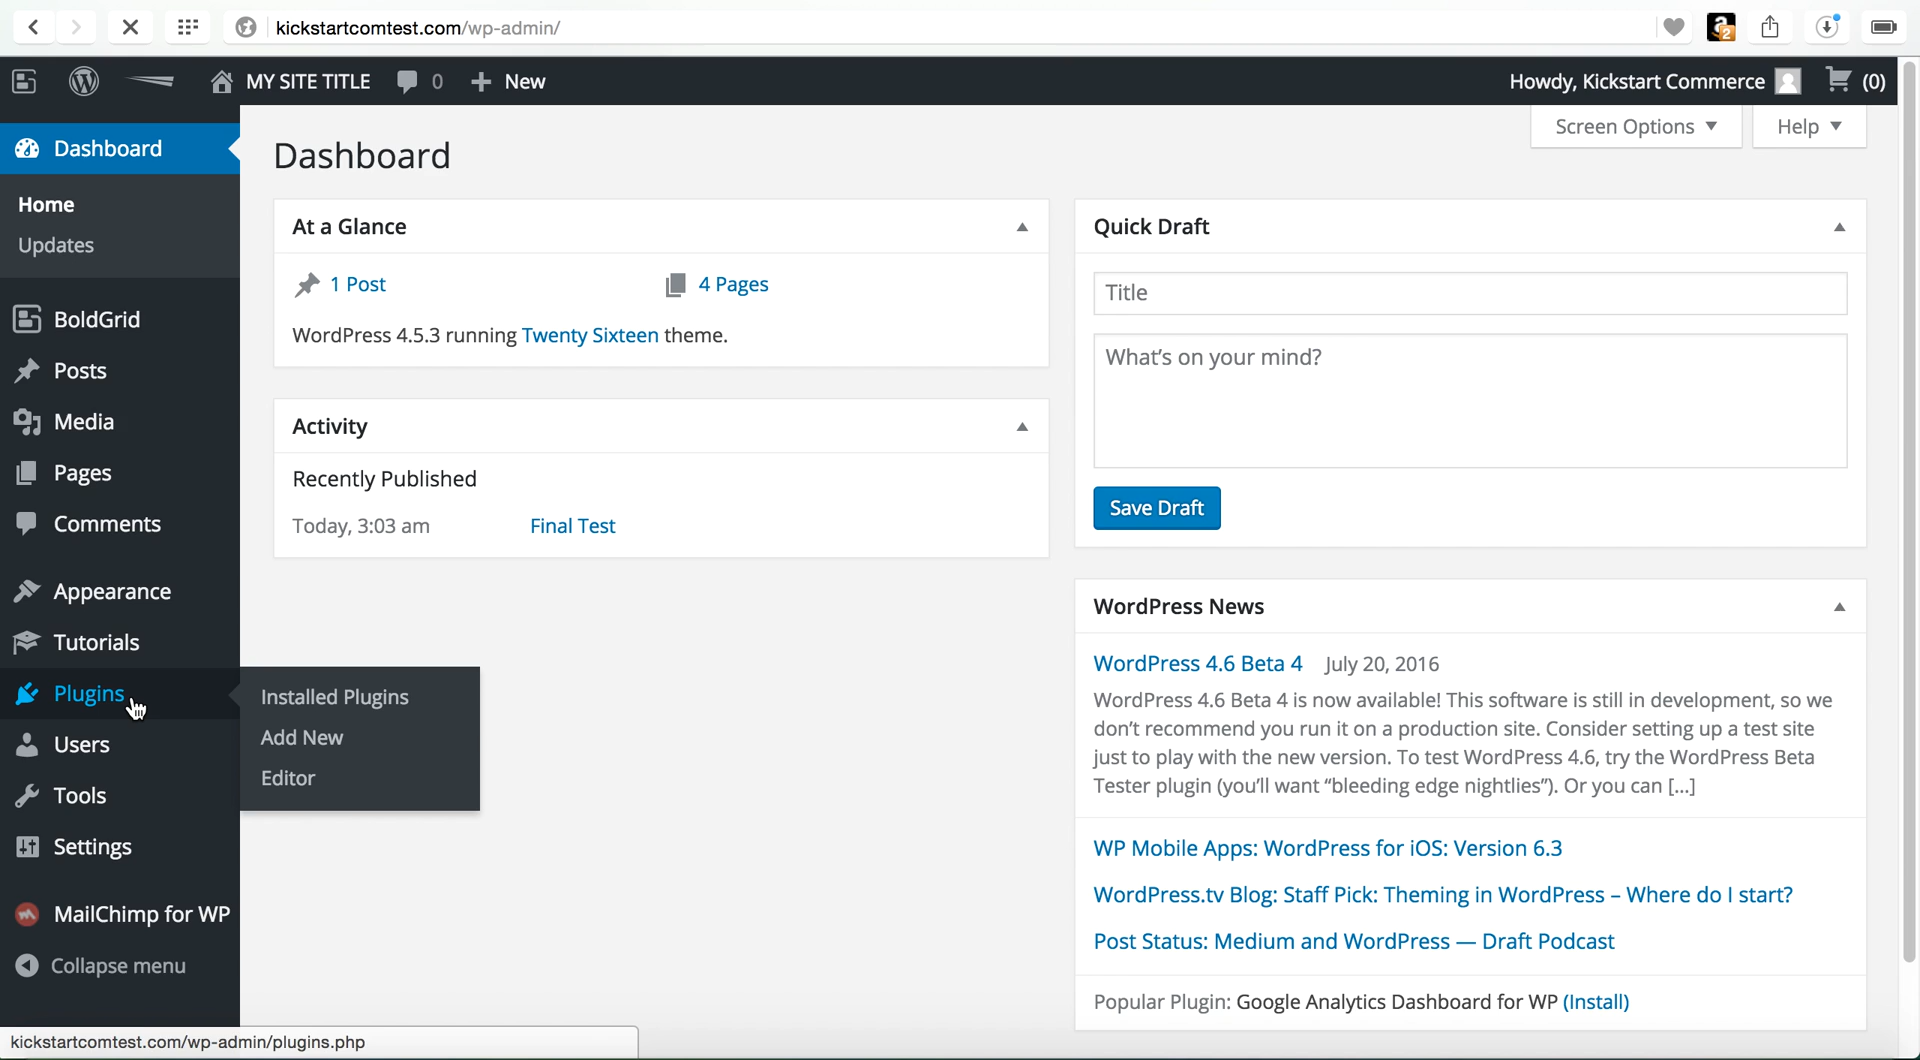 kickstartcomtest.com/wp-admin/
2
MY SITE TITLE 0 New
Howdy, Kickstart Commerce (0)
Dashboard
Home
Updates
BoldGrid
Posts
Media
Pages
Comments
Appearance
Tutorials
Plugins
Users
Tools
Settings
MailChimp for WP
Collapse menu
Installed Plugins
Add New
Editor
Screen Options ▼ Help ▼
Dashboard
At a Glance
1 Post 4 Pages
WordPress 4.5.3 running Twenty Sixteen theme.
Activity
Recently Published
Today, 3:03 am Final Test
Quick Draft
Title
What's on your mind?
Save Draft
WordPress News
WordPress 4.6 Beta 4 July 20, 2016
WordPress 4.6 Beta 4 is now available! This software is still in development, so we
don't recommend you run it on a production site. Consider setting up a test site
just to play with the new version. To test WordPress 4.6, try the WordPress Beta
Tester plugin (you'll want “bleeding edge nightlies”). Or you can [...]
WP Mobile Apps: WordPress for iOS: Version 6.3
WordPress.tv Blog: Staff Pick: Theming in WordPress – Where do I start?
Post Status: Medium and WordPress — Draft Podcast
Popular Plugin: Google Analytics Dashboard for WP (Install)
kickstartcomtest.com/wp-admin/plugins.php